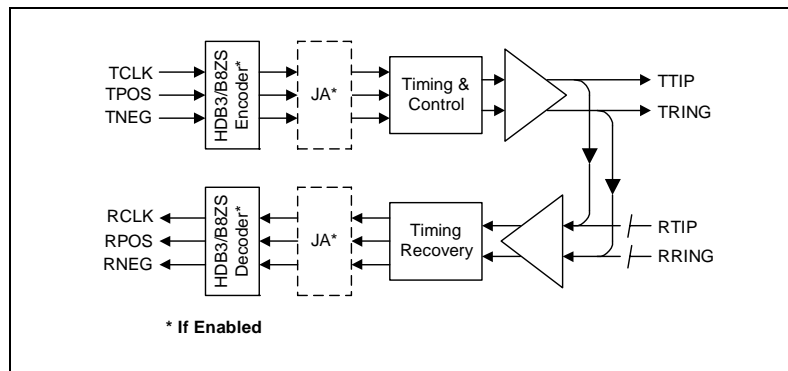 TCLK
TPOS
TNEG
HDB3/B8ZS
Encoder*
JA*
Timing &
Control
TTIP
TRING
RCLK
RPOS
RNEG
HDB3/B8ZS
Decoder*
JA*
Timing
Recovery
RTIP
RRING
* If Enabled